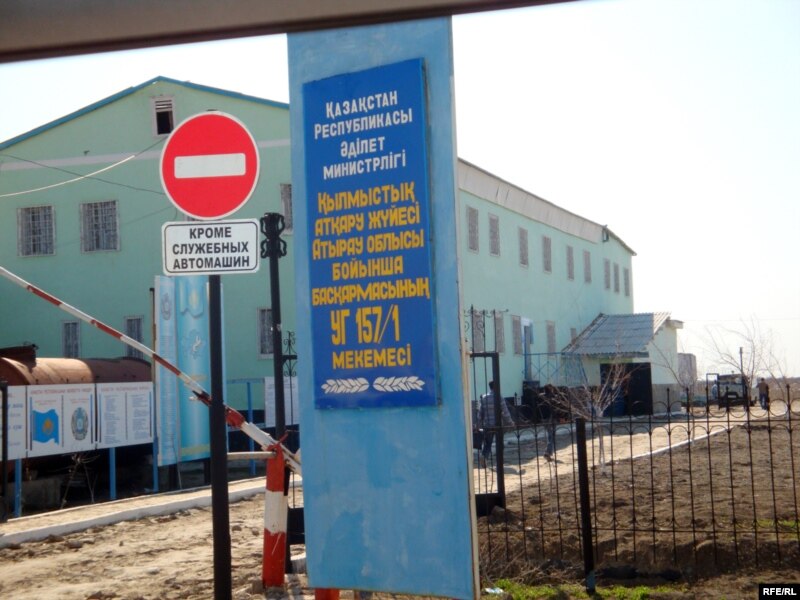 ҚАЗАҚСТАН
РЕСПУБЛИКАСЫ
ӘДІЛЕТ
МИНИСТРЛІГІ
ҚЫЛМЫСТЫҚ
АТҚАРУ ЖҮЙЕСІ
АТЫРАУ ОБЛЫСЫ
БОЙЫНША
БАСҚАРМАСЫНЫҢ
УГ 157/1
МЕКЕМЕСІ
КРОМЕ
СЛУЖЕБНЫХ
АВТОМАШИН
RFE/RL